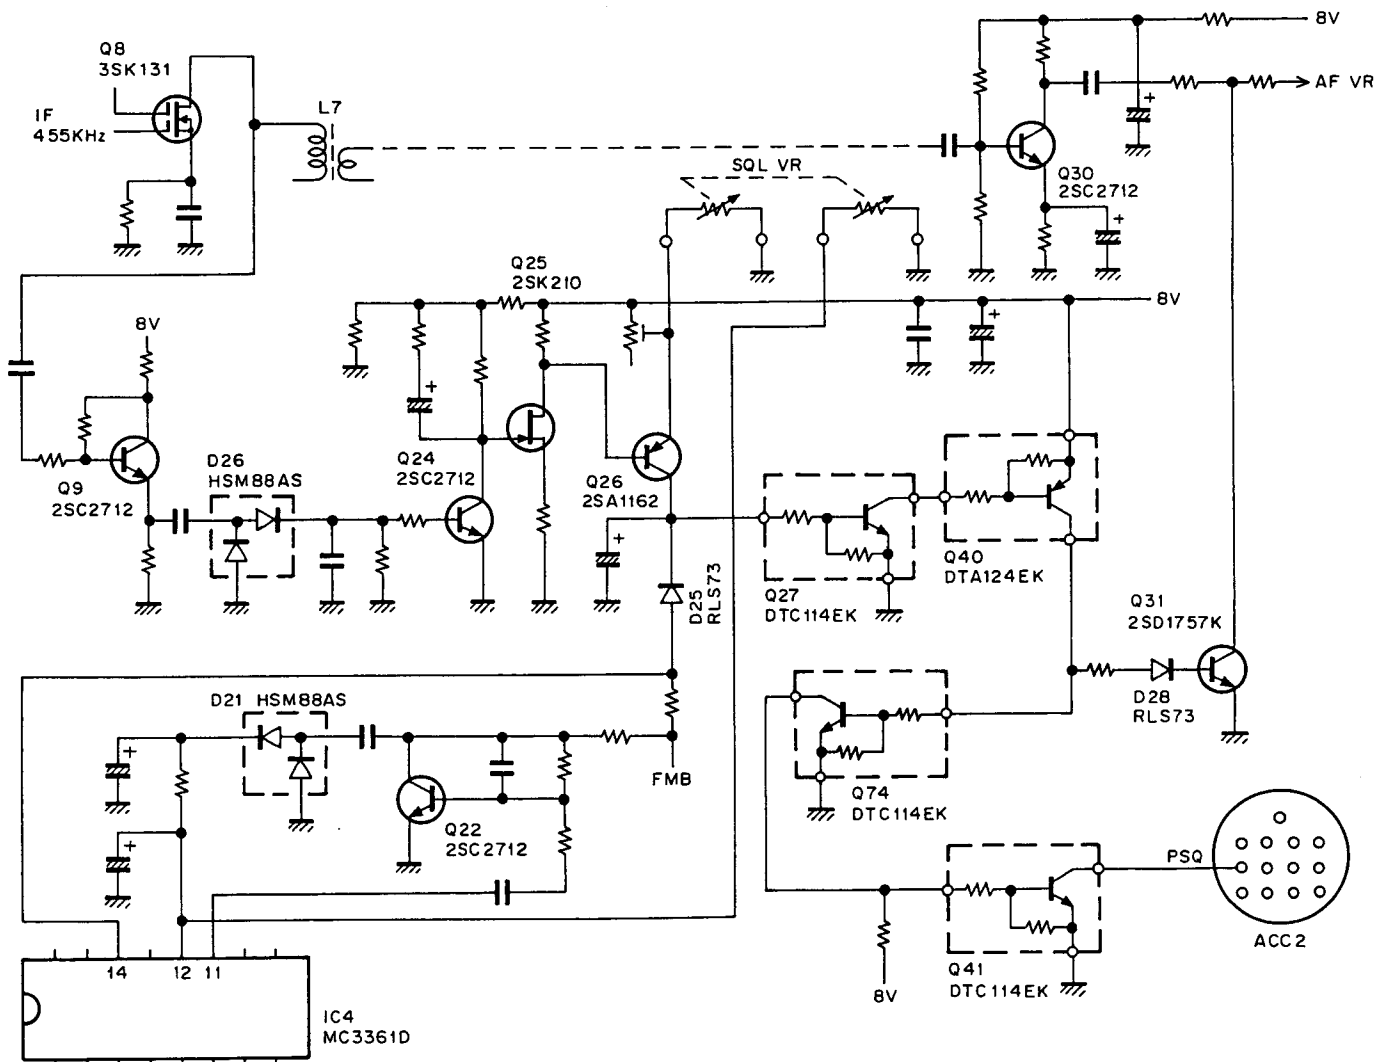 8V
Q8
3SK131
AF VR
L7
IF
455KHz
+
SQL VR
Q30
2SC2712
+
Q25
2SK210
8V
8V
+
+
D26
HSM88AS
Q24
2SC2712
Q9
2SC2712
Q26
2SA1162
+
Q40
DTA124EK
D25
RLS73
Q27
DTC114EK
Q31
2SD1757K
D21 HSM88AS
D28
RLS73
+
FMB
Q74
DTC114EK
Q22
2SC2712
+
PSQ
ACC2
14
12
11
Q41
DTC114EK
8V
IC4
MC3361D